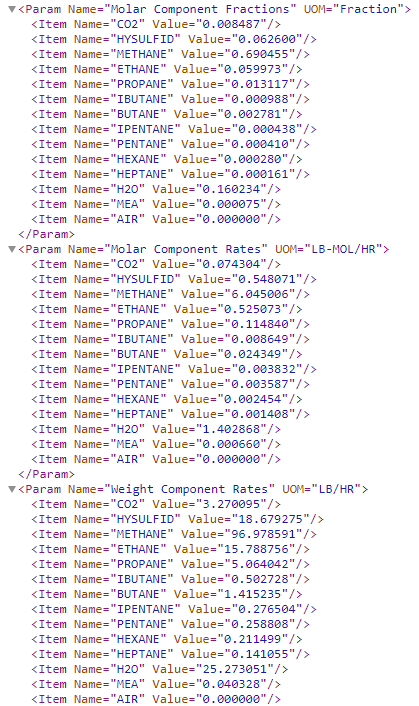 ▼<Param Name="Molar Component Fractions" UOM="Fraction">
<Item Name="CO2" Value="0.008487"/>
<Item Name="HYSULFID" Value="0.062600"/>
<Item Name="METHANE" Value="0.690455"/>
<Item Name="ETHANE" Value="0.059973"/>
<Item Name="PROPANE" Value="0.013117"/>
<Item Name="IBUTANE" Value="0.000988"/>
<Item Name="BUTANE" Value="0.002781"/>
<Item Name="IPENTANE" Value="0.000438"/>
<Item Name="PENTANE" Value="0.000410"/>
<Item Name="HEXANE" Value="0.000280"/>
<Item Name="HEPTANE" Value="0.000161"/>
<Item Name="H2O" Value="0.160234"/>
<Item Name="MEA" Value="0.000075"/>
<Item Name="AIR" Value="0.000000"/>
</Param>
▼<Param Name="Molar Component Rates" UOM="LB-MOL/HR">
<Item Name="CO2" Value="0.074304"/>
<Item Name="HYSULFID" Value="0.548071"/>
<Item Name="METHANE" Value="6.045006"/>
<Item Name="ETHANE" Value="0.525073"/>
<Item Name="PROPANE" Value="0.114840"/>
<Item Name="IBUTANE" Value="0.008649"/>
<Item Name="BUTANE" Value="0.024349"/>
<Item Name="IPENTANE" Value="0.003832"/>
<Item Name="PENTANE" Value="0.003587"/>
<Item Name="HEXANE" Value="0.002454"/>
<Item Name="HEPTANE" Value="0.001408"/>
<Item Name="H2O" Value="1.402868"/>
<Item Name="MEA" Value="0.000660"/>
<Item Name="AIR" Value="0.000000"/>
</Param>
▼<Param Name="Weight Component Rates" UOM="LB/HR">
<Item Name="CO2" Value="3.270095"/>
<Item Name="HYSULFID" Value="18.679275"/>
<Item Name="METHANE" Value="96.978591"/>
<Item Name="ETHANE" Value="15.788756"/>
<Item Name="PROPANE" Value="5.064042"/>
<Item Name="IBUTANE" Value="0.502728"/>
<Item Name="BUTANE" Value="1.415235"/>
<Item Name="IPENTANE" Value="0.276504"/>
<Item Name="PENTANE" Value="0.258808"/>
<Item Name="HEXANE" Value="0.211499"/>
<Item Name="HEPTANE" Value="0.141055"/>
<Item Name="H2O" Value="25.273051"/>
<Item Name="MEA" Value="0.040328"/>
<Item Name="AIR" Value="0.000000"/>